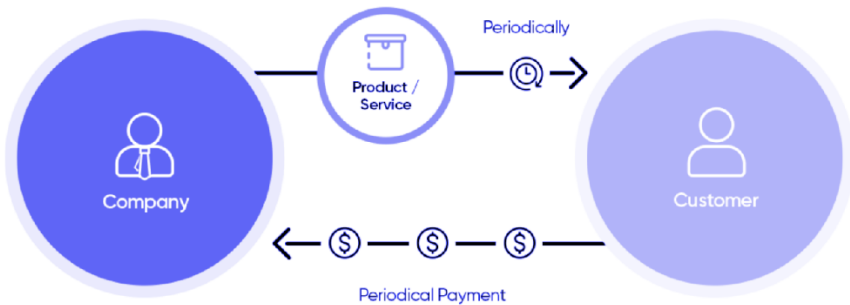 Periodically
Product /
Service
Company
Customer
$ $ $
Periodical Payment